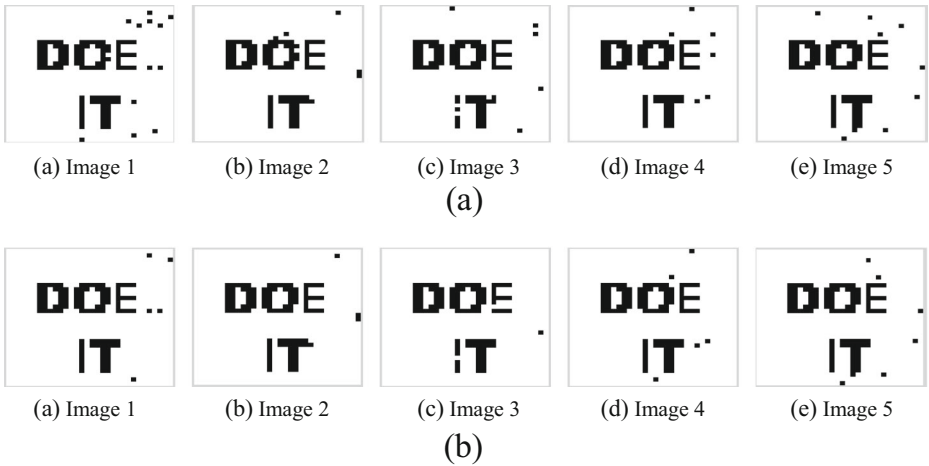 DOE DOE DOE DOE DOE
IT IT IT IT IT
(a) Image 1 (b) Image 2 (c) Image 3 (d) Image 4 (e) Image 5
(a)
DOE DOE DOE DOE DOE
IT IT IT IT IT
(a) Image 1 (b) Image 2 (c) Image 3 (d) Image 4 (e) Image 5
(b)